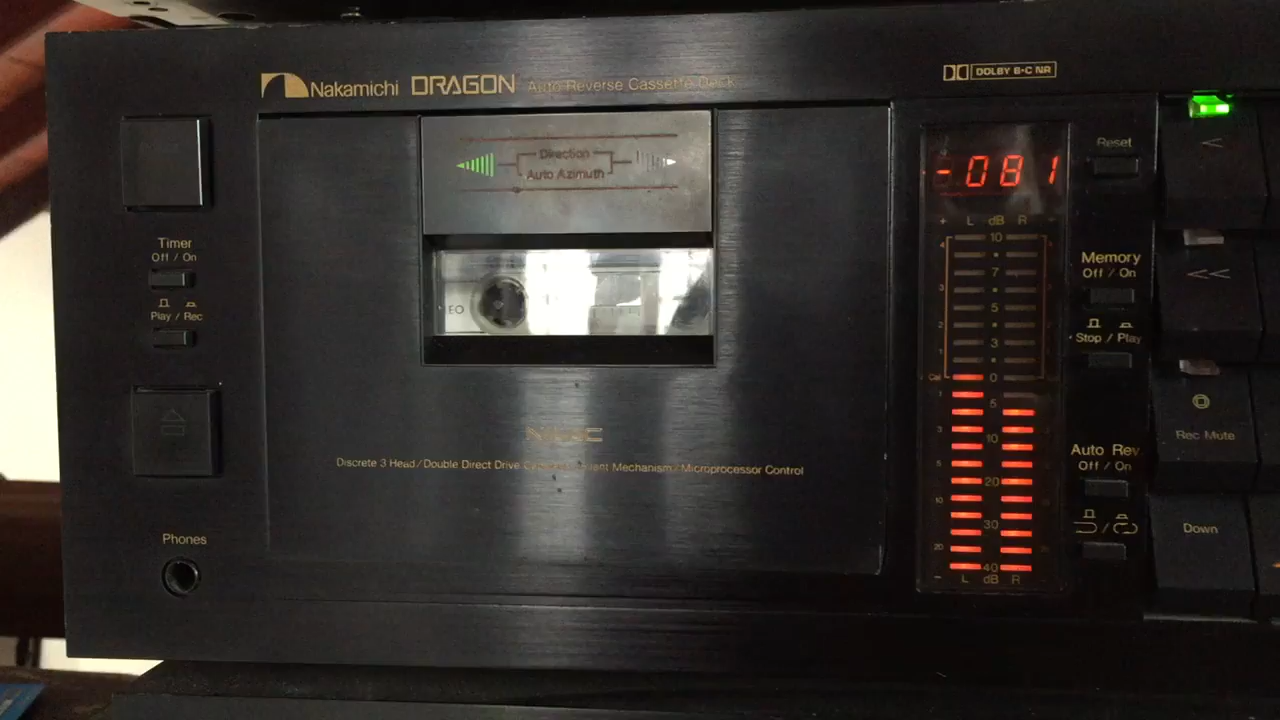 Nakamichi DRAGON Auto Reverse Cassette Deck
DOLBY B-C NR
Direction
Auto Azimuth
-081
Reset
+ L dB R
10
7
5
3
0
5
10
20
30
40
- L dB R
Timer
Off / On
Play / Rec
EO
Memory
Off / On
Stop / Play
<
<<
Rec Mute
Auto Rev
Off / On
Down
Discrete 3 Head/Double Direct Drive Mechanism/Microprocessor Control
Phones